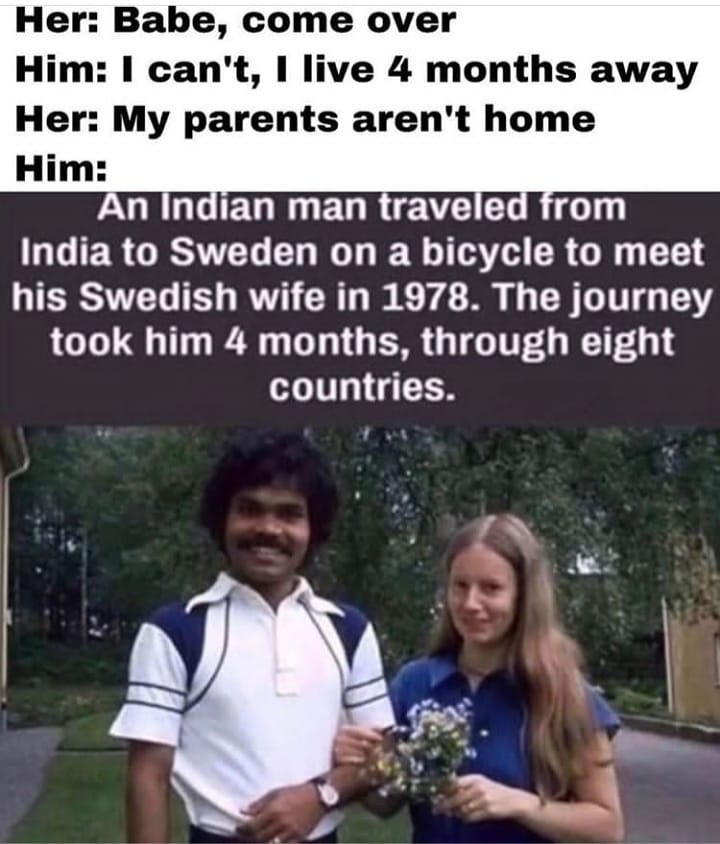 Her: Babe, come over
Him: I can't, I live 4 months away
Her: My parents aren't home
Him:
An Indian man traveled from
India to Sweden on a bicycle to meet
his Swedish wife in 1978. The journey
took him 4 months, through eight
countries.